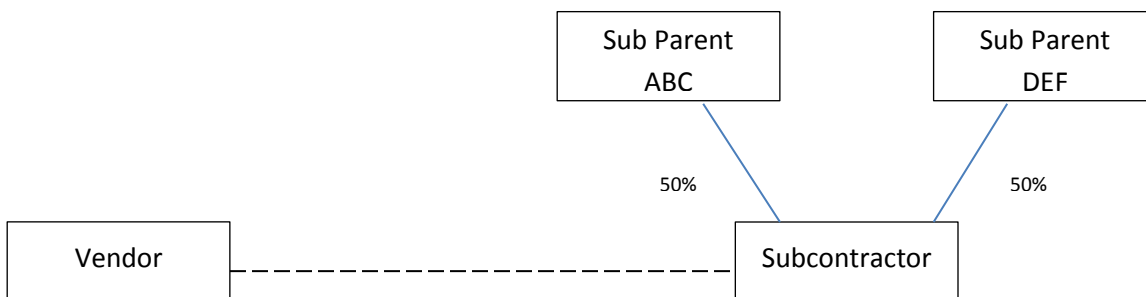 Sub Parent
ABC
Sub Parent
DEF
50%
50%
Vendor
Subcontractor